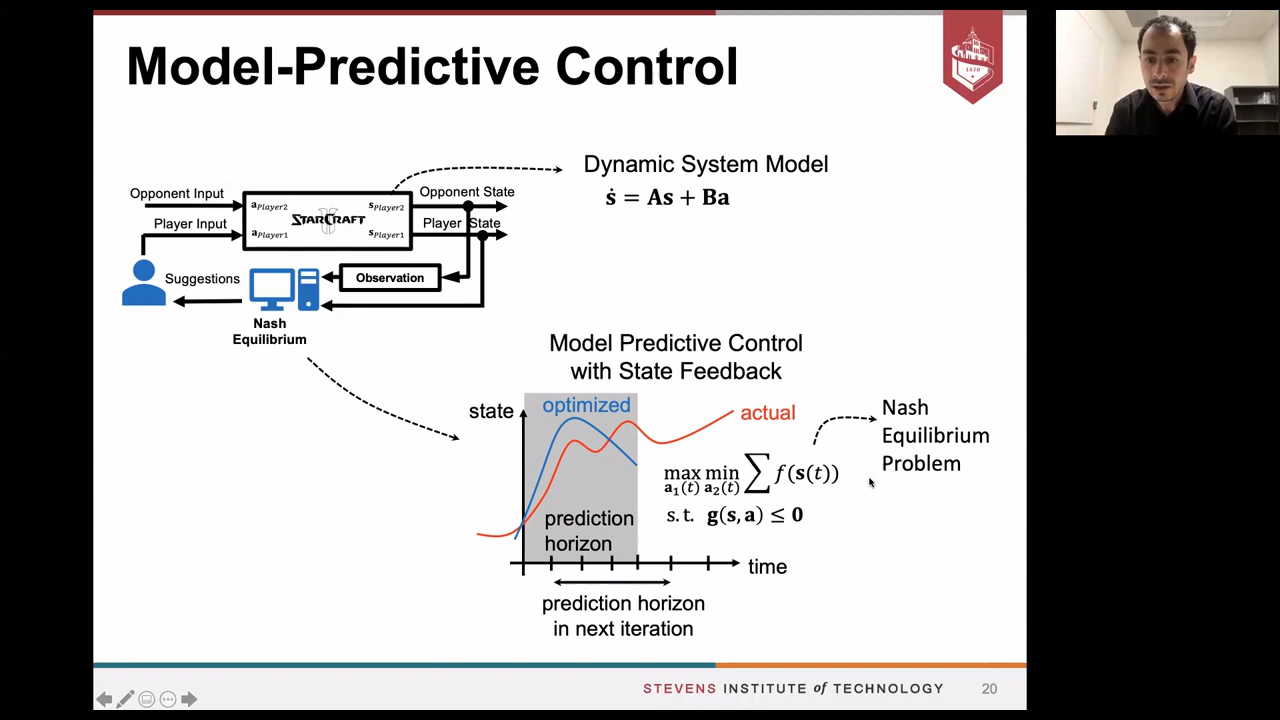 Model-Predictive Control
1870
Dynamic System Model
ṡ = As + Ba
Opponent Input
Opponent State
a_Player2
s_Player2
STARCRAFT
II
Player Input
Player State
a_Player1
s_Player1
Suggestions
Observation
Nash
Equilibrium
Model Predictive Control
with State Feedback
state
optimized
actual
Nash
Equilibrium
Problem
max min ∑ f(s(t))
a₁(t) a₂(t)
s.t. g(s, a) ≤ 0
prediction
horizon
time
prediction horizon
in next iteration
STEVENS INSTITUTE of TECHNOLOGY
20